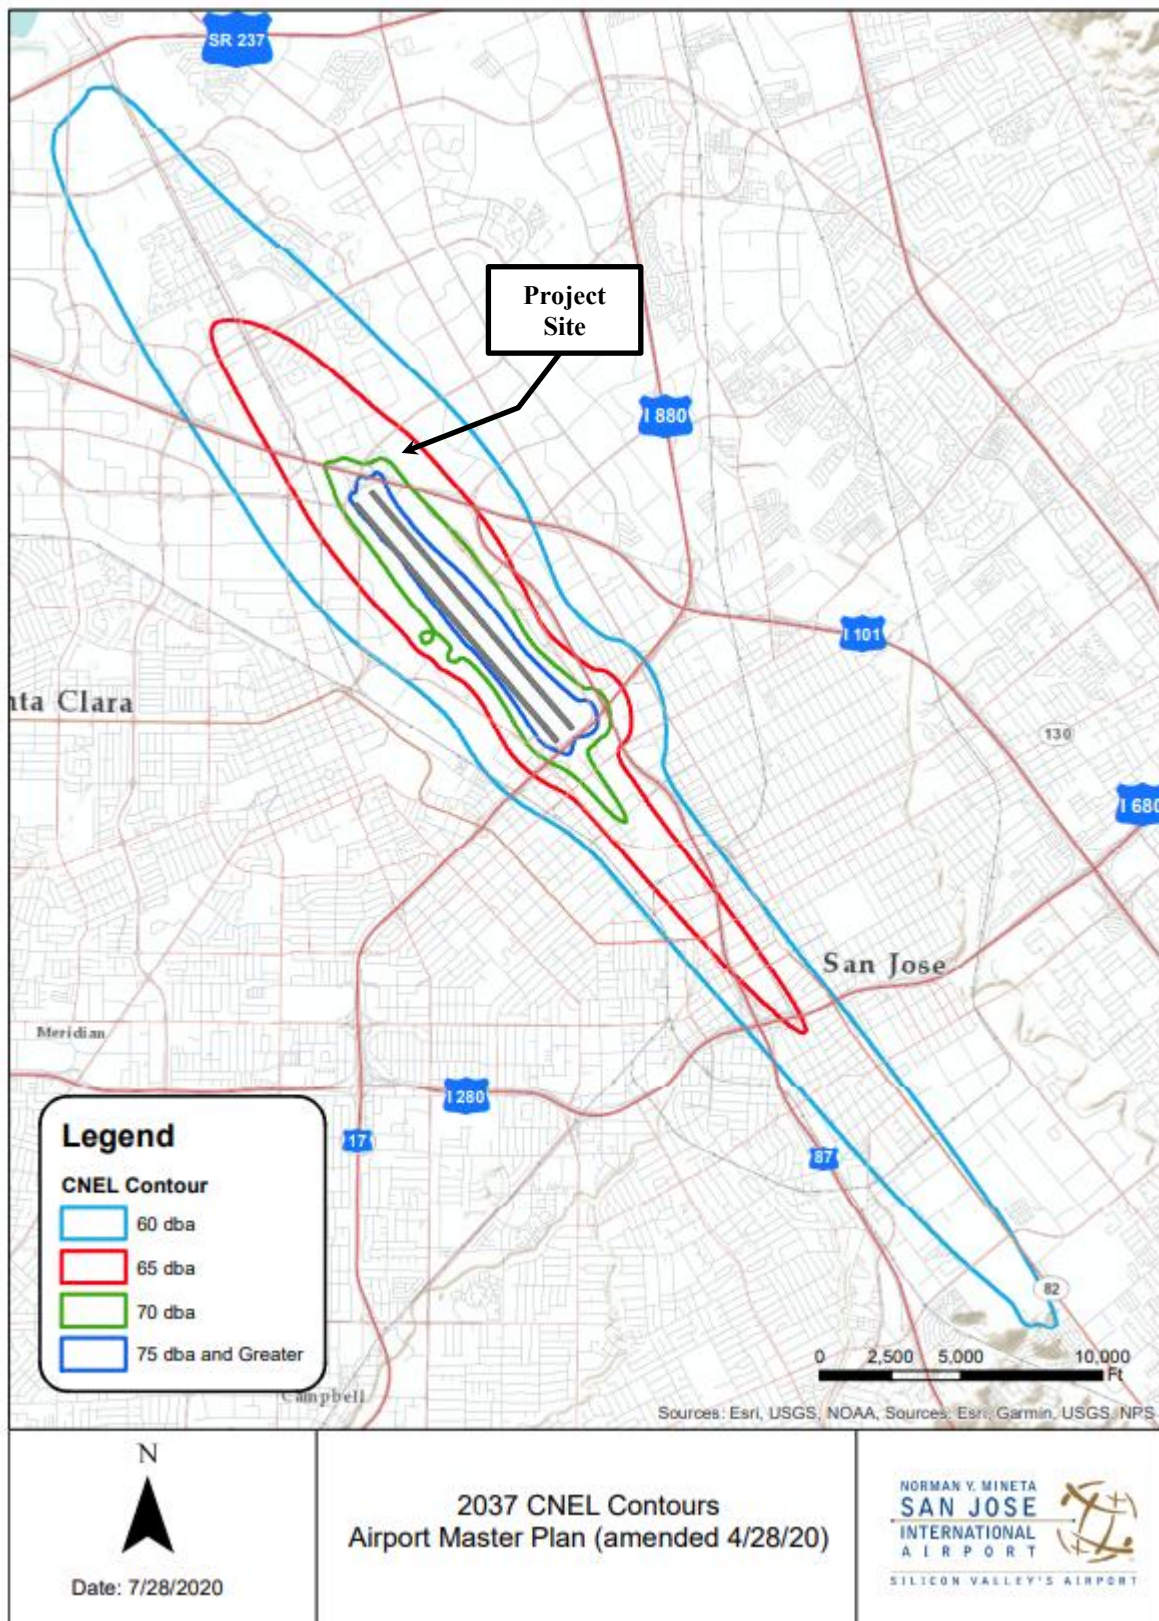 SR 237
Project
Site
I 880
I 101
nta Clara
130
I 680
San Jose
Meridian
I 280
17
87
82
Legend
CNEL Contour
60 dba
65 dba
70 dba
75 dba and Greater
Campbell
0 2,500 5,000 10,000
Ft
Sources: Esri, USGS, NOAA, Sources: Esri, Garmin, USGS, NPS
N
Date: 7/28/2020
2037 CNEL Contours
Airport Master Plan (amended 4/28/20)
NORMAN Y. MINETA
SAN JOSE
INTERNATIONAL
AIRPORT
SILICON VALLEY'S AIRPORT